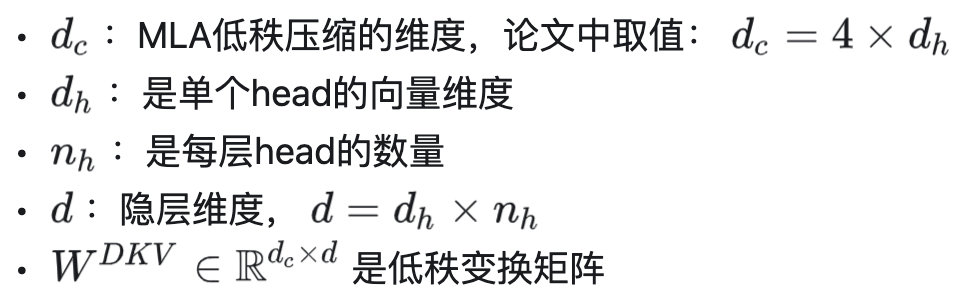 • $d_c$ ： MLA低秩压缩的维度，论文中取值： $d_c = 4 \times d_h$
• $d_h$ ： 是单个head的向量维度
• $n_h$ ： 是每层head的数量
• $d$ ： 隐层维度， $d = d_h \times n_h$
• $W^{DKV} \in \mathbb{R}^{d_c \times d}$ 是低秩变换矩阵